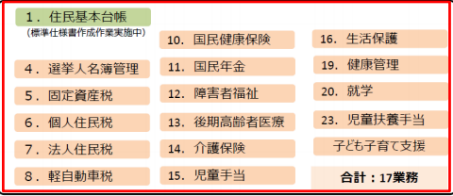 1．住民基本台帳
(標準仕様書作成作業実施中)
4．選挙人名簿管理
5．固定資産税
6．個人住民税
7．法人住民税
8．軽自動車税
10．国民健康保険
11．国民年金
12．障害者福祉
13．後期高齢者医療
14．介護保険
15．児童手当
16．生活保護
19．健康管理
20．就学
23．児童扶養手当
子ども子育て支援
合計：17業務